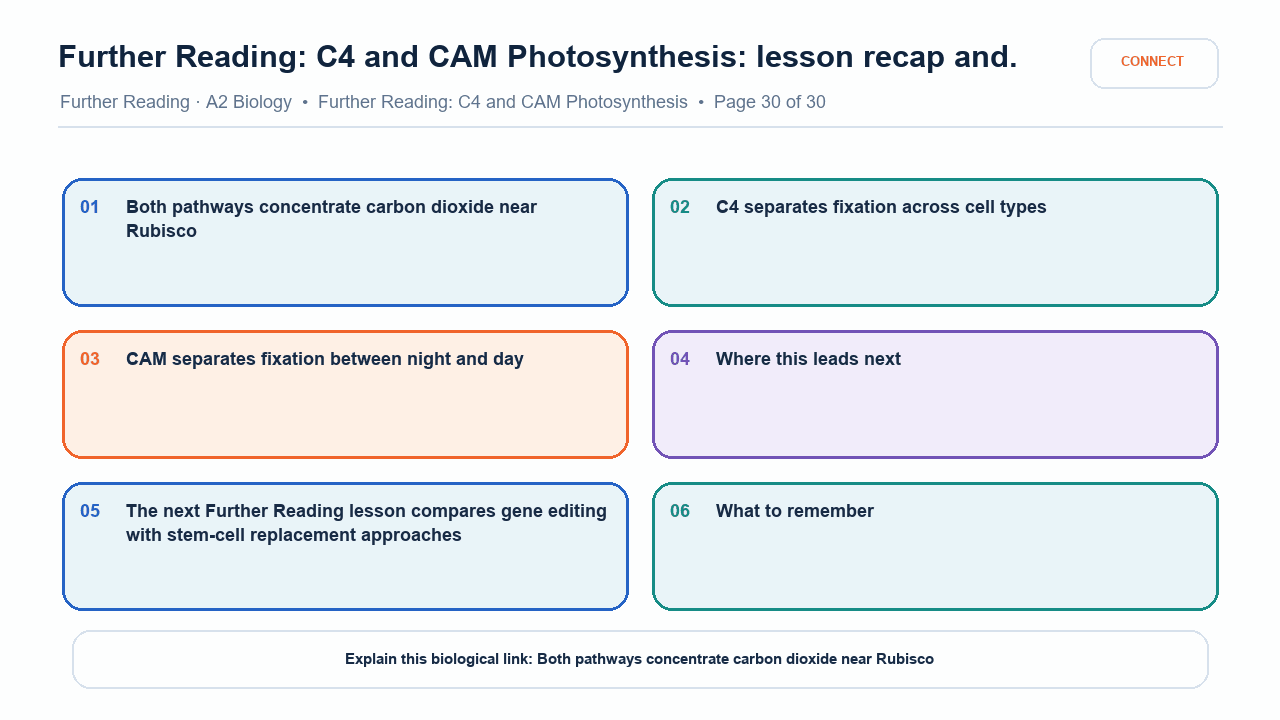 Further Reading: C4 and CAM Photosynthesis: lesson recap and.
CONNECT
Further Reading · A2 Biology • Further Reading: C4 and CAM Photosynthesis • Page 30 of 30
01 Both pathways concentrate carbon dioxide near
Rubisco
02 C4 separates fixation across cell types
03 CAM separates fixation between night and day
04 Where this leads next
05 The next Further Reading lesson compares gene editing
with stem-cell replacement approaches
06 What to remember
Explain this biological link: Both pathways concentrate carbon dioxide near Rubisco